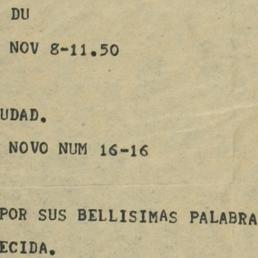 DU
NOV 8-11.50
UDAD.
NOVO NUM 16-16
POR SUS BELLISIMAS PALABRA
ECIDA.